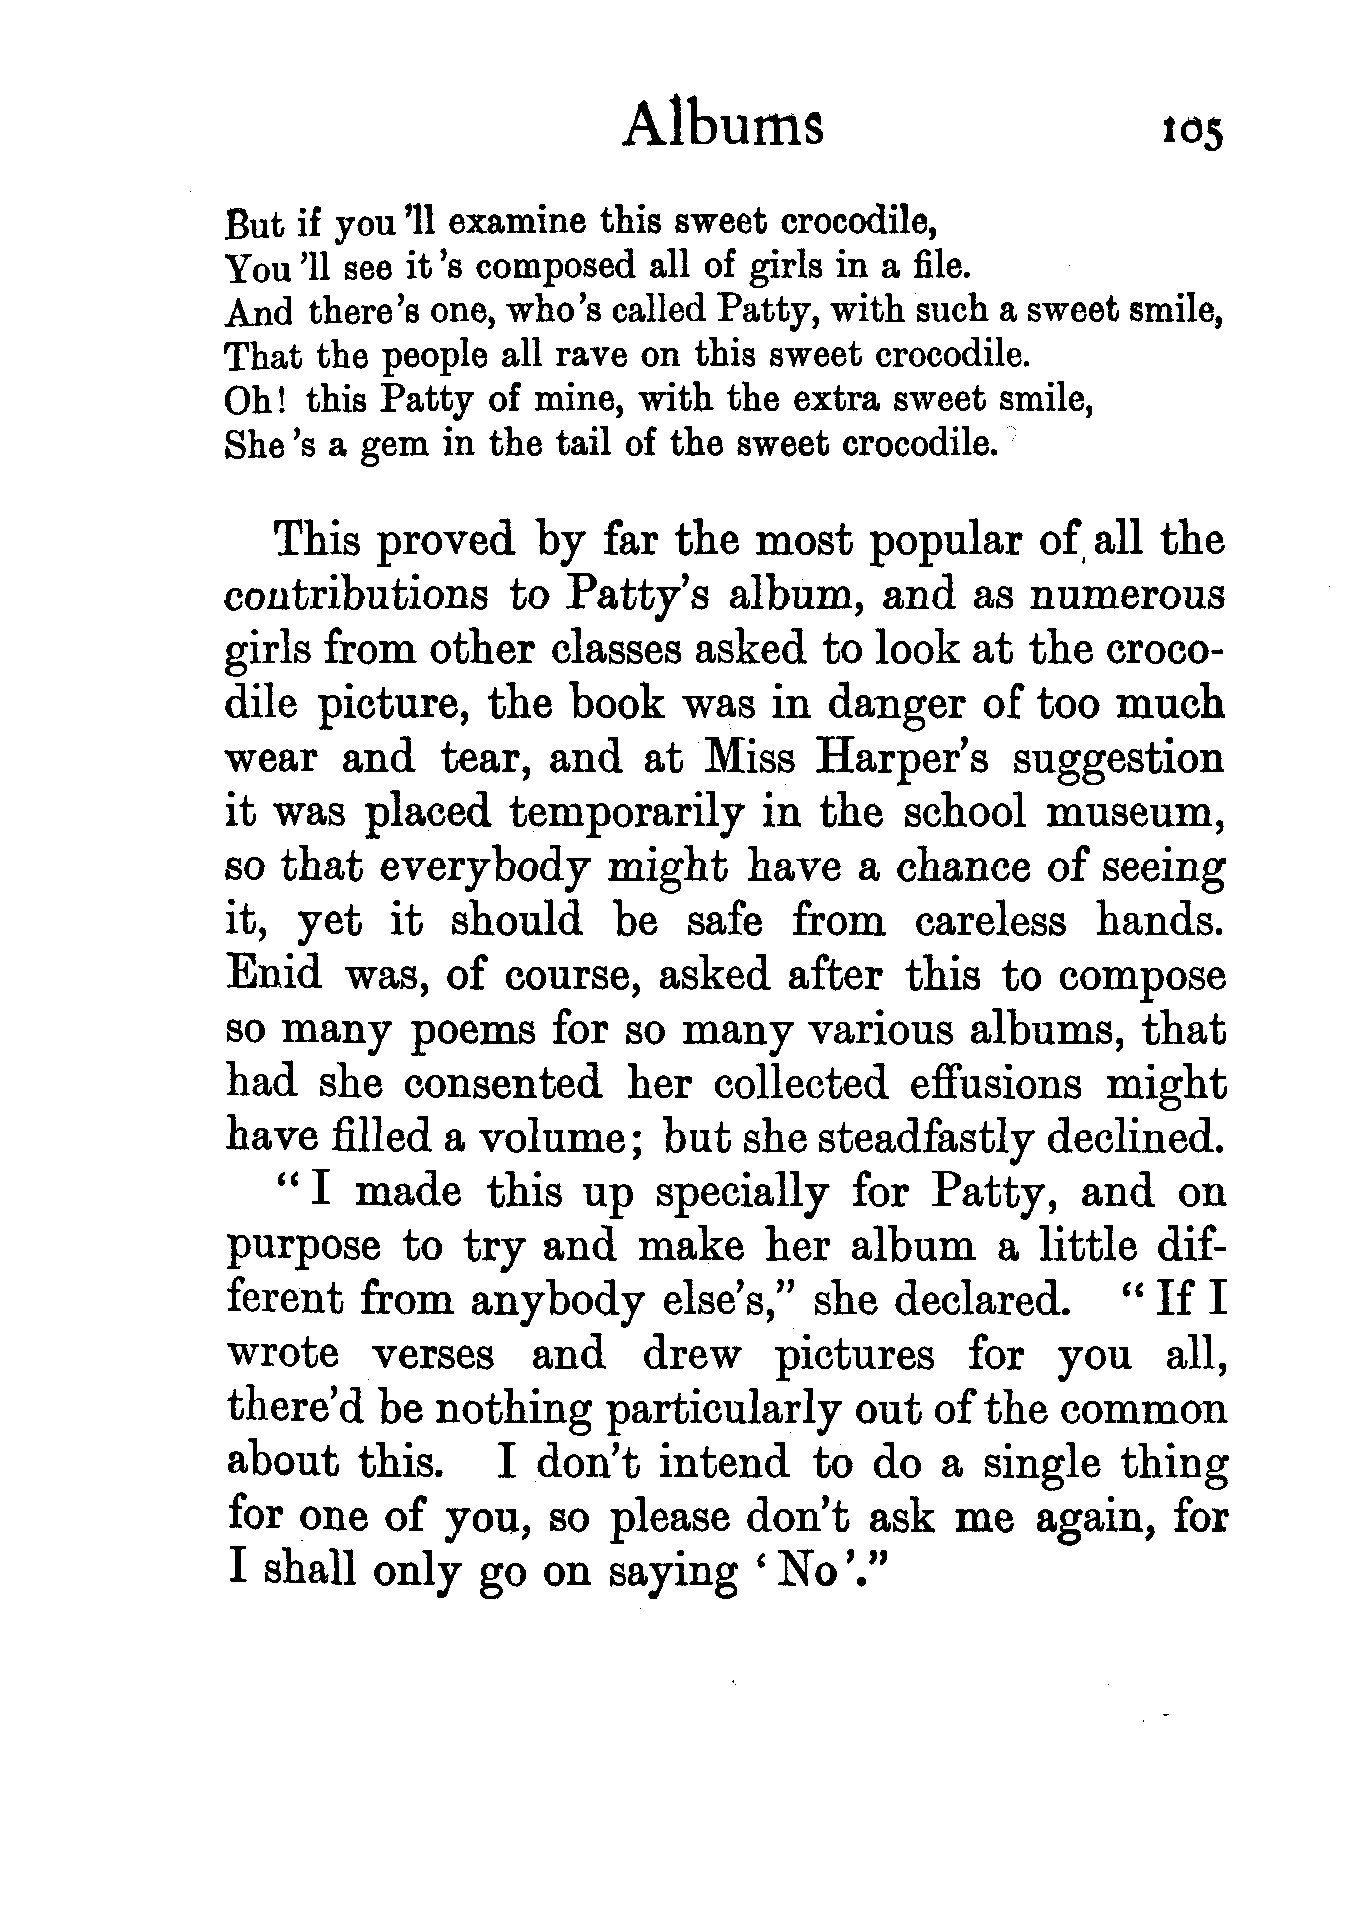 Albums 105
But if you'll examine this sweet crocodile,
You'll see it's composed all of girls in a file.
And there's one, who's called Patty, with such a sweet smile,
That the people all rave on this sweet crocodile.
Oh! this Patty of mine, with the extra sweet smile,
She's a gem in the tail of the sweet crocodile.
This proved by far the most popular of all the
contributions to Patty's album, and as numerous
girls from other classes asked to look at the croco-
dile picture, the book was in danger of too much
wear and tear, and at Miss Harper's suggestion
it was placed temporarily in the school museum,
so that everybody might have a chance of seeing
it, yet it should be safe from careless hands.
Enid was, of course, asked after this to compose
so many poems for so many various albums, that
had she consented her collected effusions might
have filled a volume; but she steadfastly declined.
“I made this up specially for Patty, and on
purpose to try and make her album a little dif-
ferent from anybody else's,” she declared. “If I
wrote verses and drew pictures for you all,
there'd be nothing particularly out of the common
about this. I don't intend to do a single thing
for one of you, so please don't ask me again, for
I shall only go on saying ‘No’.”